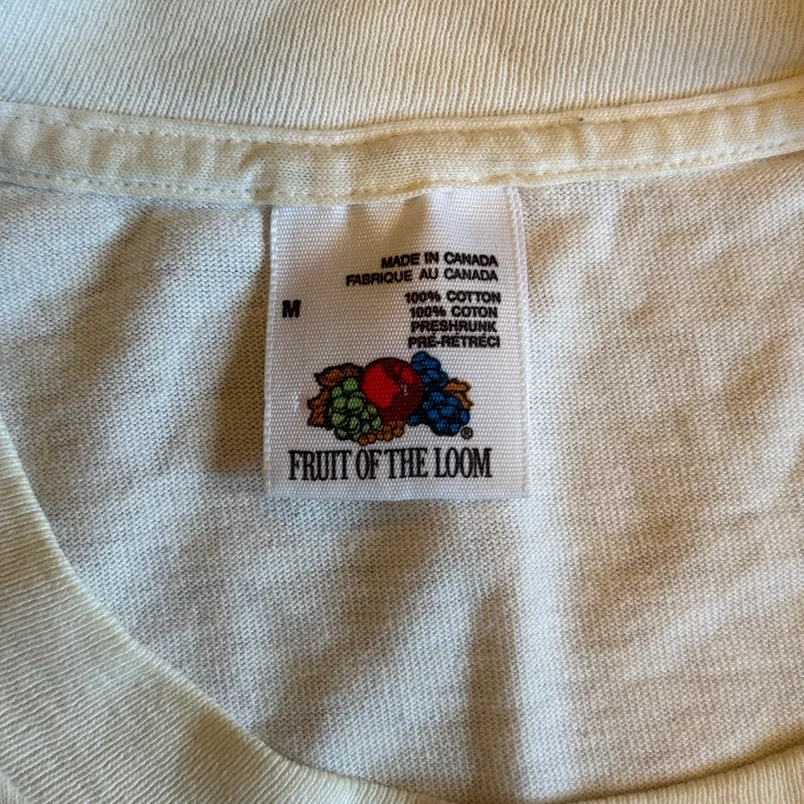 MADE IN CANADA
FABRIQUE AU CANADA
M
100% COTTON
100% COTON
PRESHRUNK
PRÉ-RÉTRÉCI
®
FRUIT OF THE LOOM